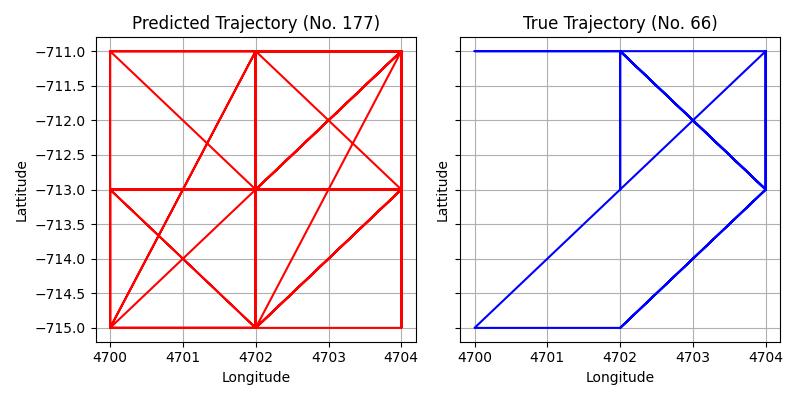 Predicted Trajectory (No. 177)
True Trajectory (No. 66)
−711.0
−711.5
−712.0
−712.5
−713.0
−713.5
−714.0
−714.5
−715.0
Lattitude
Lattitude
4700 4701 4702 4703 4704
4700 4701 4702 4703 4704
Longitude
Longitude